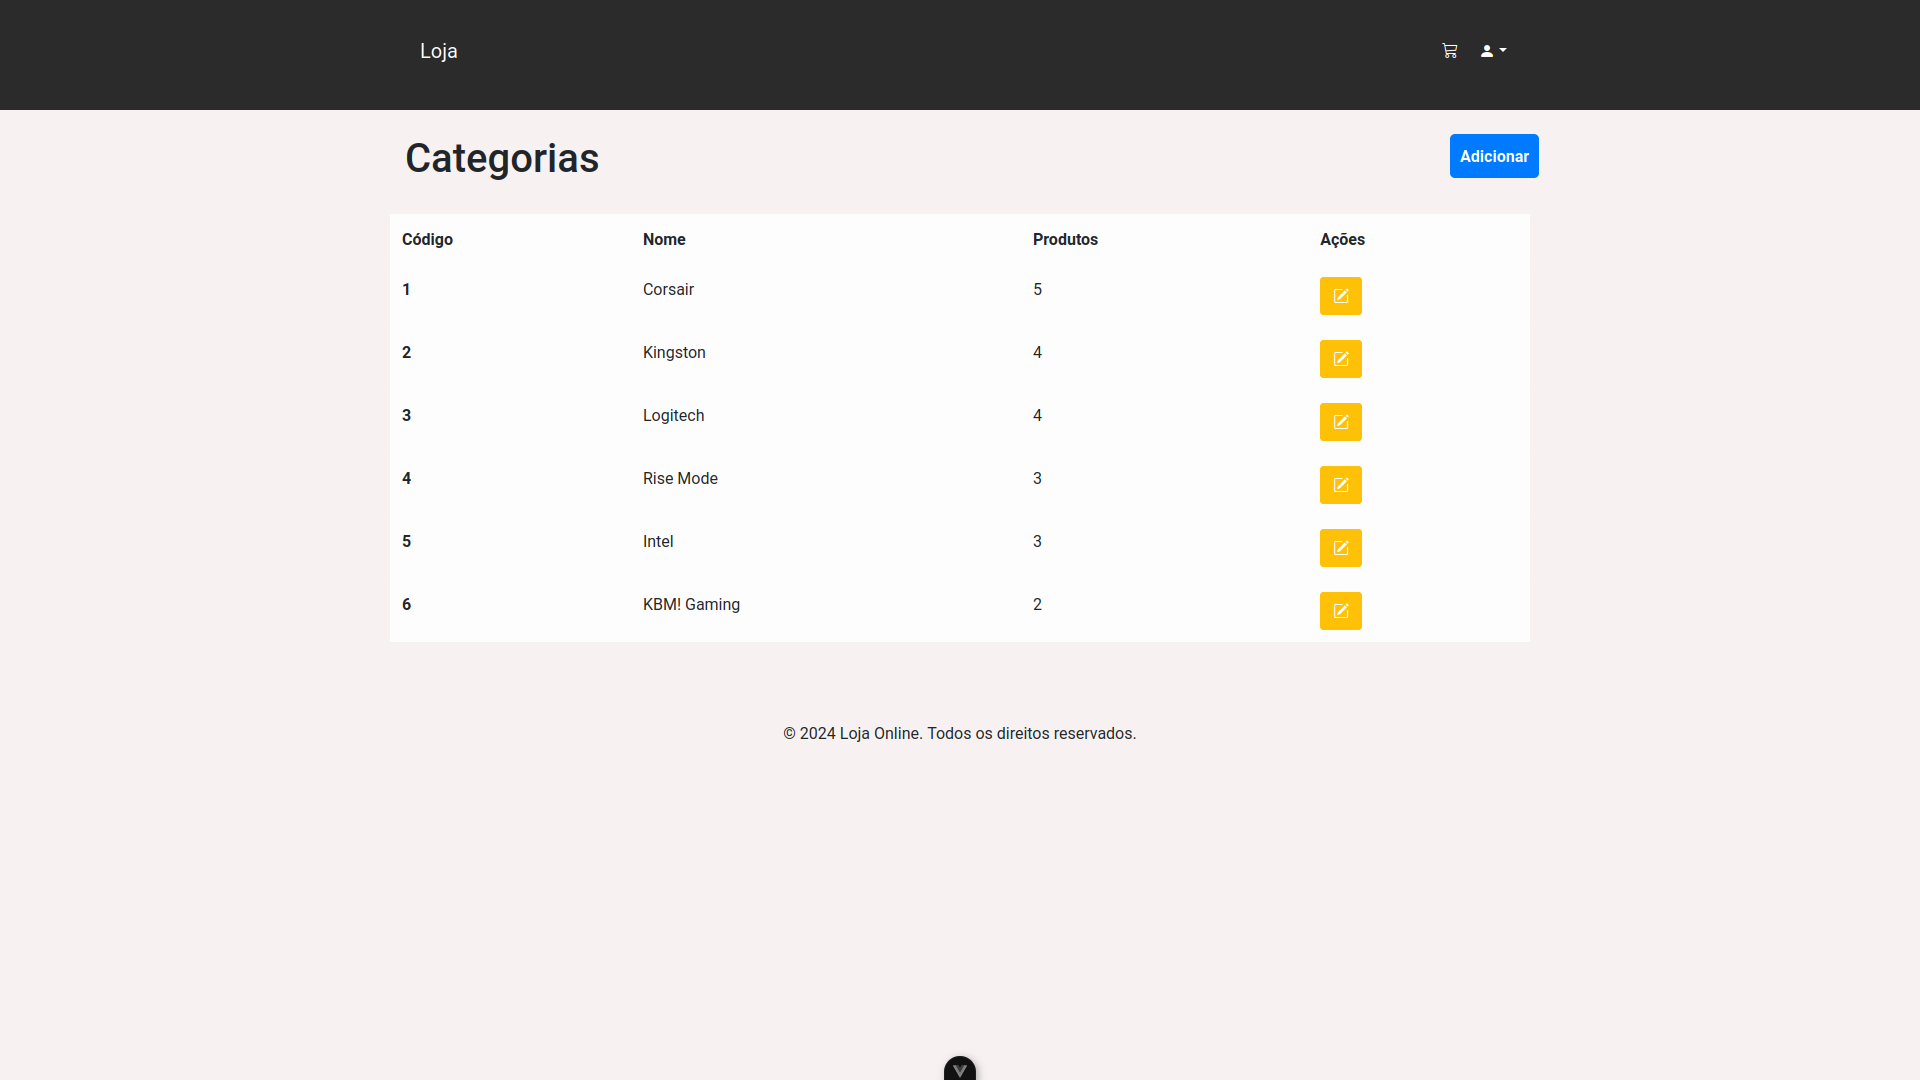 Loja
Categorias
Adicionar
Código Nome Produtos Ações
1 Corsair 5
2 Kingston 4
3 Logitech 4
4 Rise Mode 3
5 Intel 3
6 KBM! Gaming 2
© 2024 Loja Online. Todos os direitos reservados.